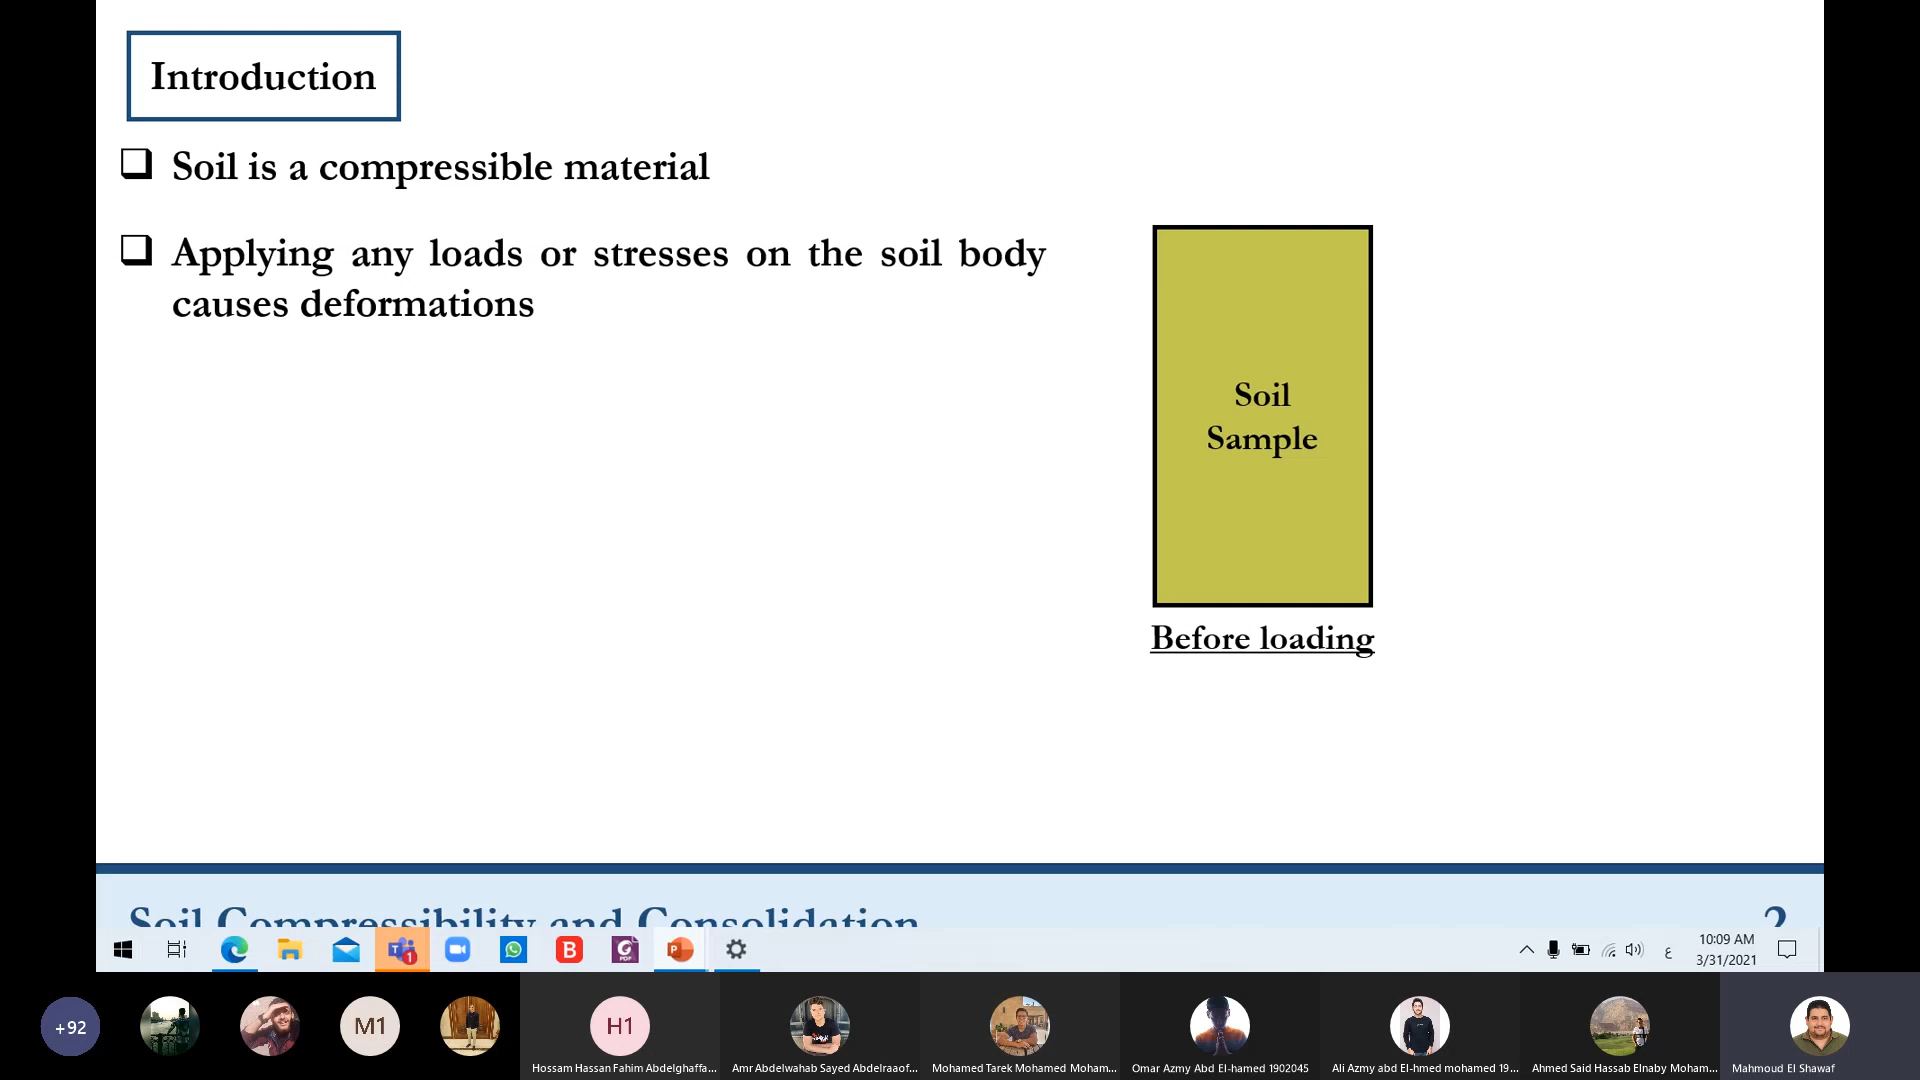 Introduction
Soil is a compressible material
Applying any loads or stresses on the soil body
causes deformations
Soil
Sample
Before loading
Soil Compressibility and Consolidation
2
1
B
PDF
P
ع
10:09 AM
3/31/2021
+92
M1
H1
Hossam Hassan Fahim Abdelghaffa...
Amr Abdelwahab Sayed Abdelraaof...
Mohamed Tarek Mohamed Moham...
Omar Azmy Abd El-hamed 1902045
Ali Azmy abd El-hmed mohamed 19...
Ahmed Said Hassab Elnaby Moham...
Mahmoud El Shawaf